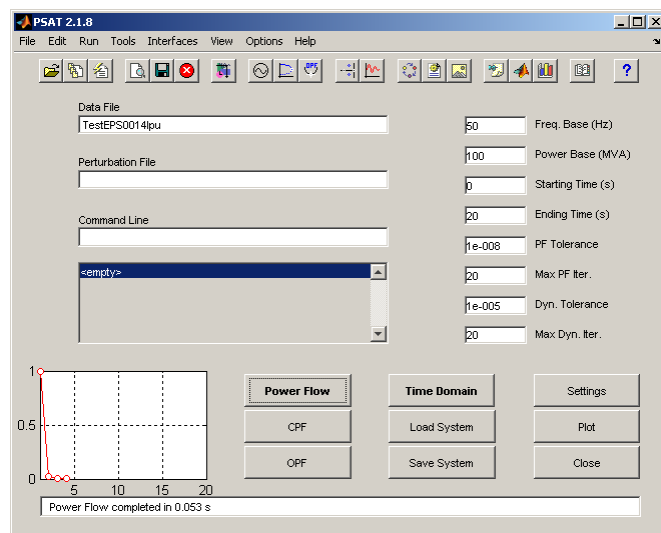 PSAT 2.1.8
File Edit Run Tools Interfaces View Options Help
Data File
TestEPS0014lpu
50 Freq. Base (Hz)
100 Power Base (MVA)
Perturbation File
0 Starting Time (s)
Command Line
20 Ending Time (s)
1e-008 PF Tolerance
<empty>
20 Max PF Iter.
1e-005 Dyn. Tolerance
20 Max Dyn. Iter.
1
0.5
0
5 10 15 20
Power Flow Time Domain Settings
CPF Load System Plot
OPF Save System Close
Power Flow completed in 0.053 s